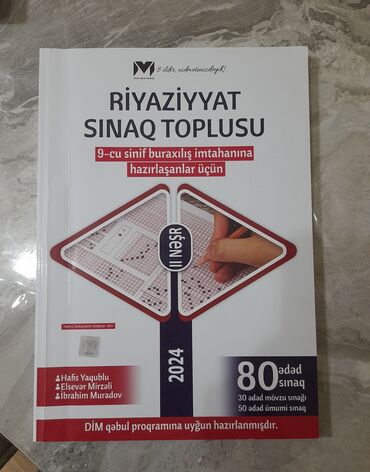 8 ildir, xidmətinizdəyik!
RİYAZİYYAT
SINAQ TOPLUSU
9-cu sinif buraxılış imtahanına
hazırlaşanlar üçün
II NƏŞR
2024
Hafis Yaqublu
Elsevər Mirzəli
İbrahim Muradov
80 ədəd
sınaq
30 ədəd mövzu sınağı
50 ədəd ümumi sınaq
DİM qəbul proqramına uyğun hazırlanmışdır.